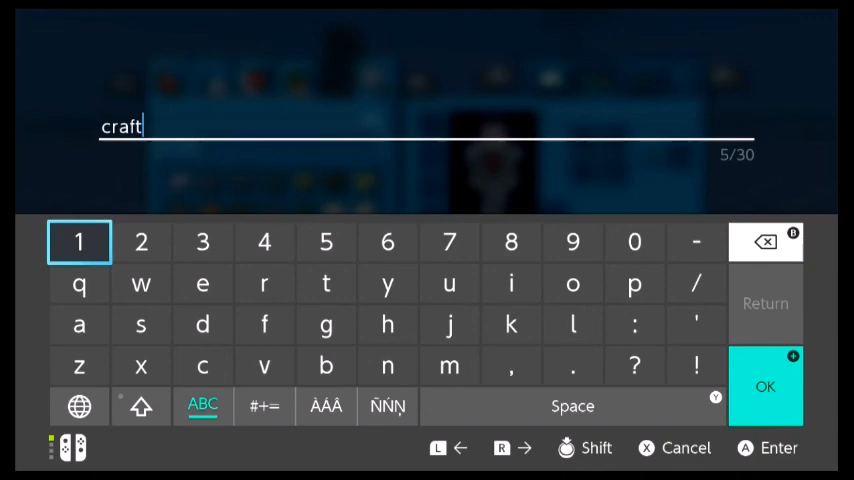 craft
5/30
1 2 3 4 5 6 7 8 9 0 - B
q w e r t y u i o p / Return
a s d f g h j k l : '
z x c v b n m , . ? ! + OK
ABC #+= ÀÁÂ ÑŃŅ Space Y
L ← R → Shift X Cancel A Enter